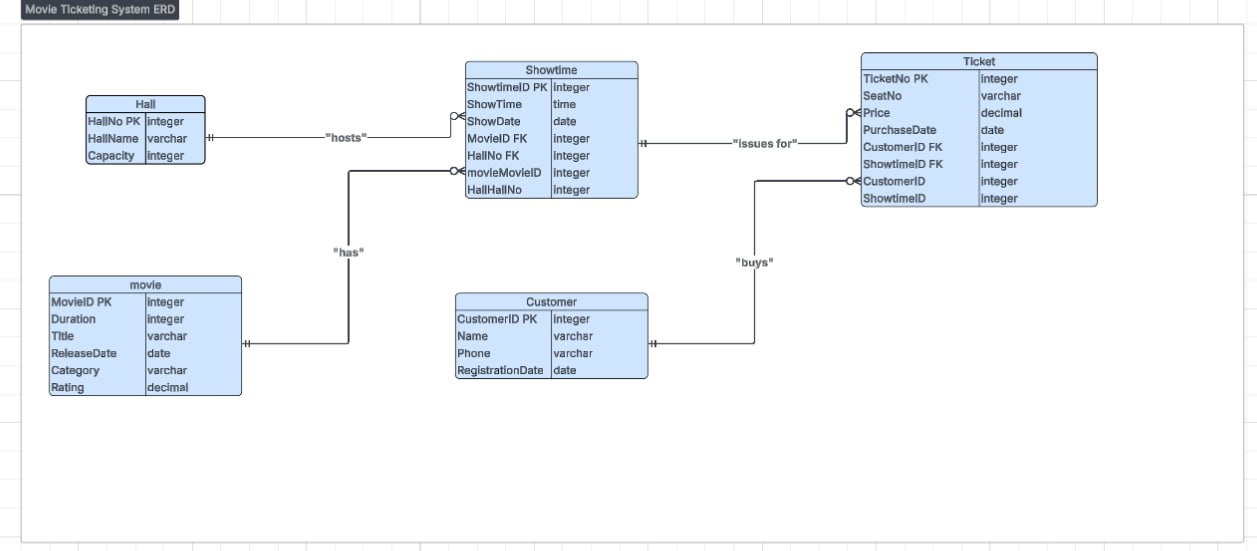 Movie Ticketing System ERD
Hall
HallNo PK integer
HallName varchar
Capacity integer
"hosts"
Showtime
ShowtimeID PK integer
ShowTime time
ShowDate date
MovieID FK integer
HallNo FK integer
movieMovieID integer
HallHallNo integer
"issues for"
Ticket
TicketNo PK integer
SeatNo varchar
Price decimal
PurchaseDate date
CustomerID FK integer
ShowtimeID FK integer
CustomerID integer
ShowtimeID integer
"has"
"buys"
movie
MovieID PK integer
Duration integer
Title varchar
ReleaseDate date
Category varchar
Rating decimal
Customer
CustomerID PK integer
Name varchar
Phone varchar
RegistrationDate date